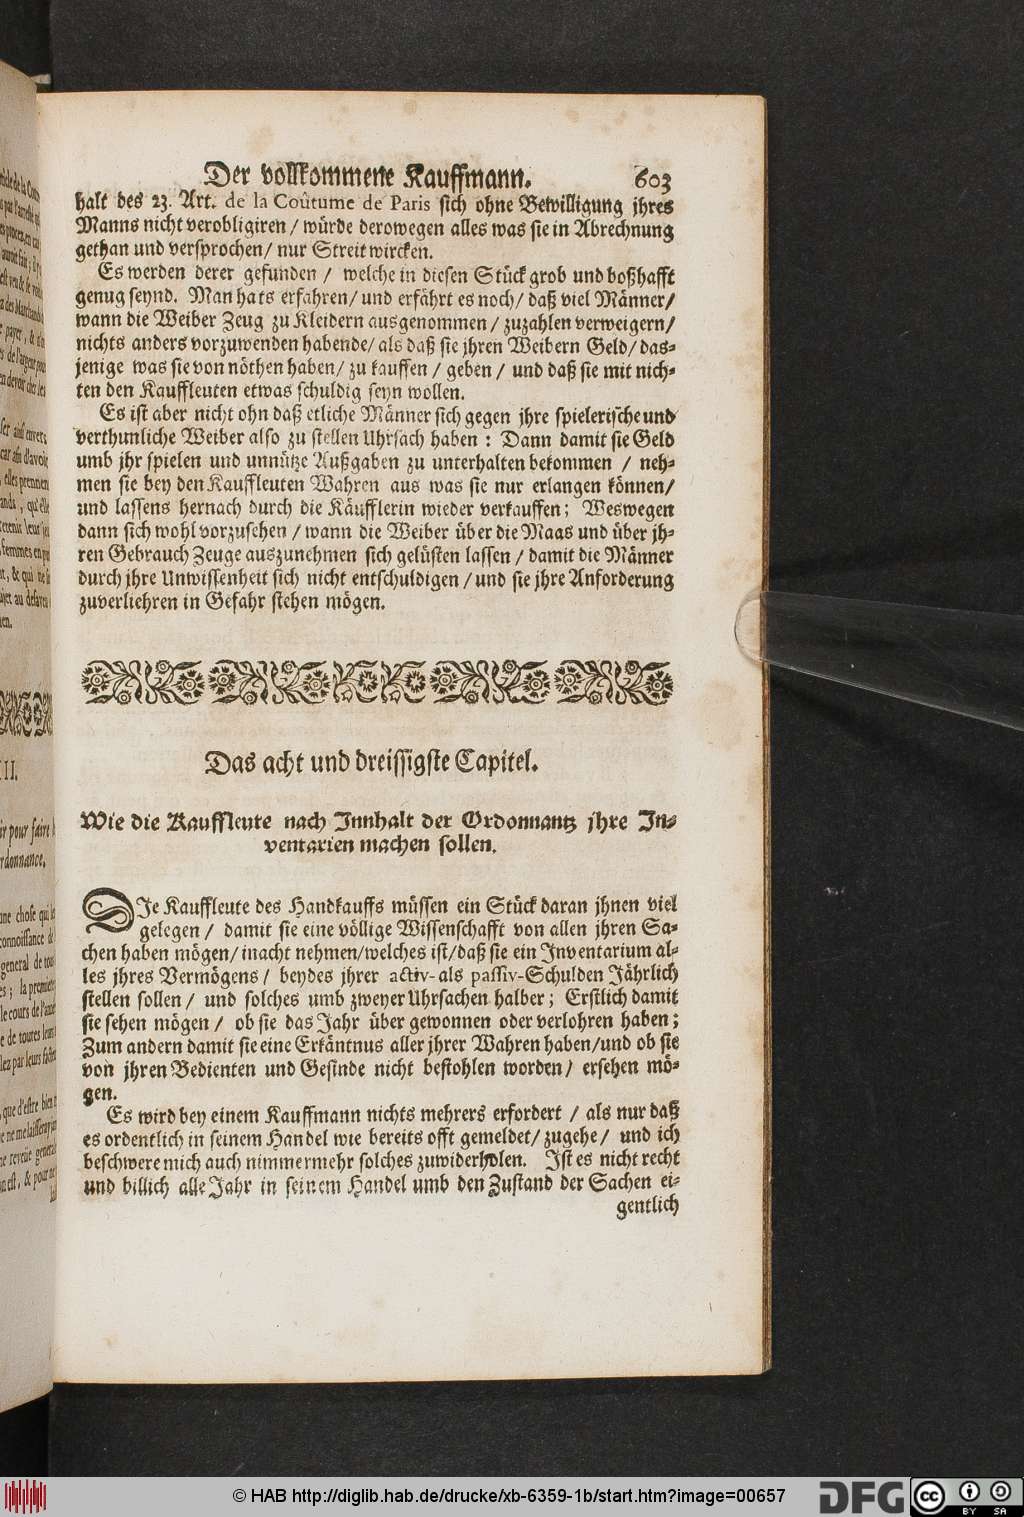 Der vollkommene Kauffmann. 603
halt des 23. Art. de la Coûtume de Paris sich ohne Bewilligung jhres
Manns nicht verobligiren / würde derowegen alles was sie in Abrechnung
gethan und versprochen / nur Streit wircken.
Es werden derer gefunden / welche in diesen Stück grob und boßhafft
genug seynd. Man hats erfahren / und erfährt es noch / daß viel Männer /
wann die Weiber Zeug zu Kleidern ausgenommen / zuzahlen verweigern /
nichts anders vorzuwenden habende / als daß sie jhren Weibern Geld / das-
jenige was sie von nöthen haben / zu kauffen / geben / und daß sie mit nich-
ten den Kauffleuten etwas schuldig seyn wollen.
Es ist aber nicht ohn daß etliche Männer sich gegen jhre spielerische und
verthunliche Weiber also zu stellen Uhrsach haben : Dann damit sie Geld
umb jhr spielen und unnütze Außgaben zu unterhalten bekommen / neh-
men sie bey den Kauffleuten Wahren aus was sie nur erlangen können /
und lassens hernach durch die Käufflerin wieder verkauffen ; Weswegen
dann sich wohl vorzusehen / wann die Weiber über die Maas und über jh-
ren Gebrauch Zeuge auszunehmen sich gelüsten lassen / damit die Männer
durch jhre Unwissenheit sich nicht entschuldigen / und sie jhre Anforderung
zuverliehren in Gefahr stehen mögen.
Das acht und dreissigste Capitel.
Wie die Kauffleute nach Innhalt der Ordonnantz jhre In-
ventarien machen sollen.
DIe Kauffleute des Handkauffs müssen ein Stück daran jhnen viel
gelegen / damit sie eine völlige Wissenschafft von allen jhren Sa-
chen haben mögen / inacht nehmen / welches ist / daß sie ein Inventarium al-
les jhres Vermögens / beydes jhrer activ- als passiv-Schulden Jährlich
stellen sollen / und solches umb zweyer Uhrsachen halber ; Erstlich damit
sie sehen mögen / ob sie das Jahr über gewonnen oder verlohren haben ;
Zum andern damit sie eine Erkäntnus aller jhrer Wahren haben / und ob sie
von jhren Bedienten und Gesinde nicht bestohlen worden / ersehen mö-
gen.
Es wird bey einem Kauffmann nichts mehrers erfordert / als nur daß
es ordentlich in seinem Handel wie bereits offt gemeldet / zugehe / und ich
beschwere mich auch nimmermehr solches zuwiderholen. Ist es nicht recht
und billich alle Jahr in seinem Handel umb den Zustand der Sachen ei-
gentlich
© HAB http://diglib.hab.de/drucke/xb-6359-1b/start.htm?image=00657
DFG
cc
BY SA